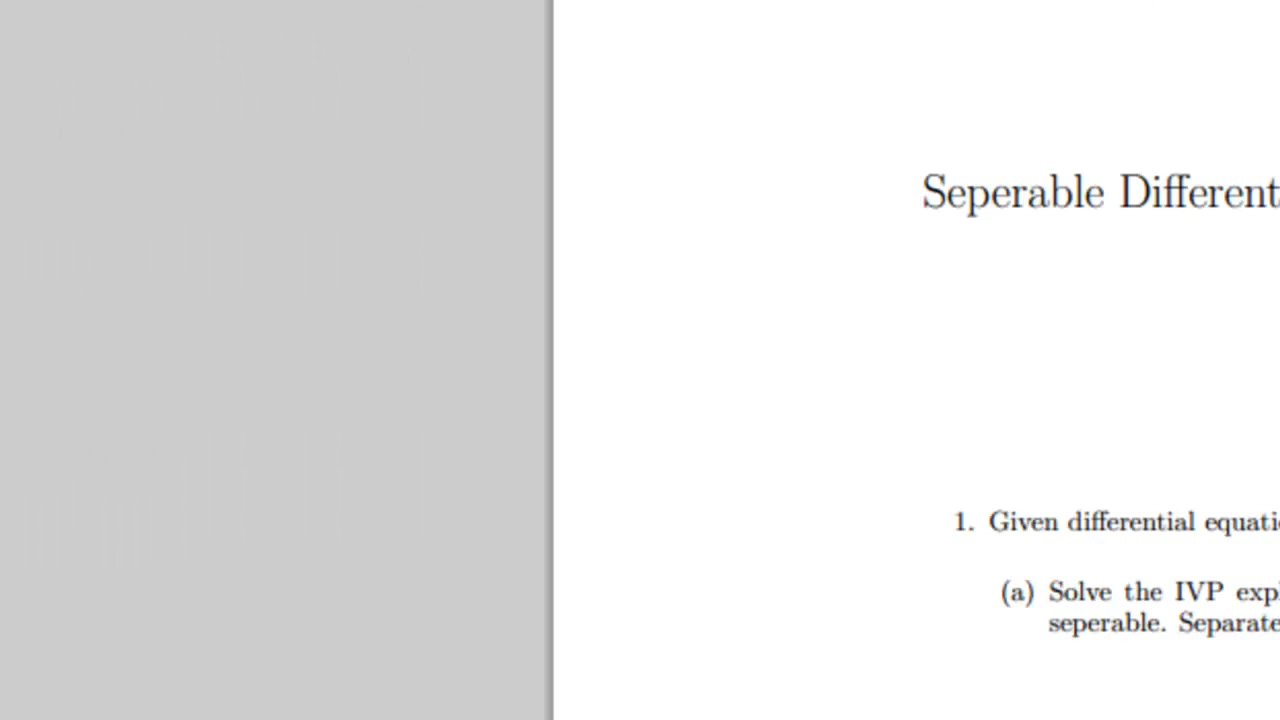 Seperable Different
1. Given differential equati
(a) Solve the IVP exp
seperable. Separate